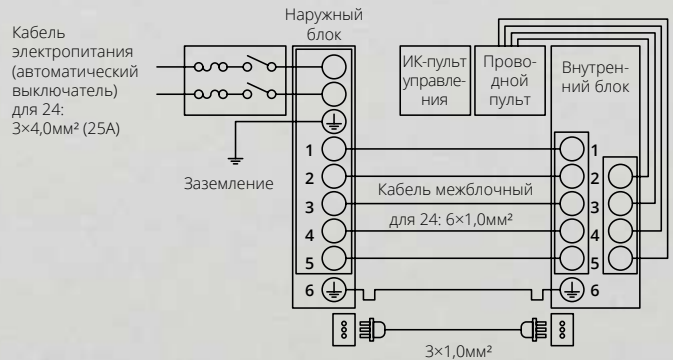 Кабель
электропитания
(автоматический
выключатель)
для 24:
3×4,0мм² (25А)
Наружный
блок
ИК-пульт
управле-
ния
Прово-
дной
пульт
Внутрен-
ний блок
Заземление
1
2
3
4
5
6
Кабель межблочный
для 24: 6×1,0мм²
1
2
3
4
5
6
3×1,0мм²